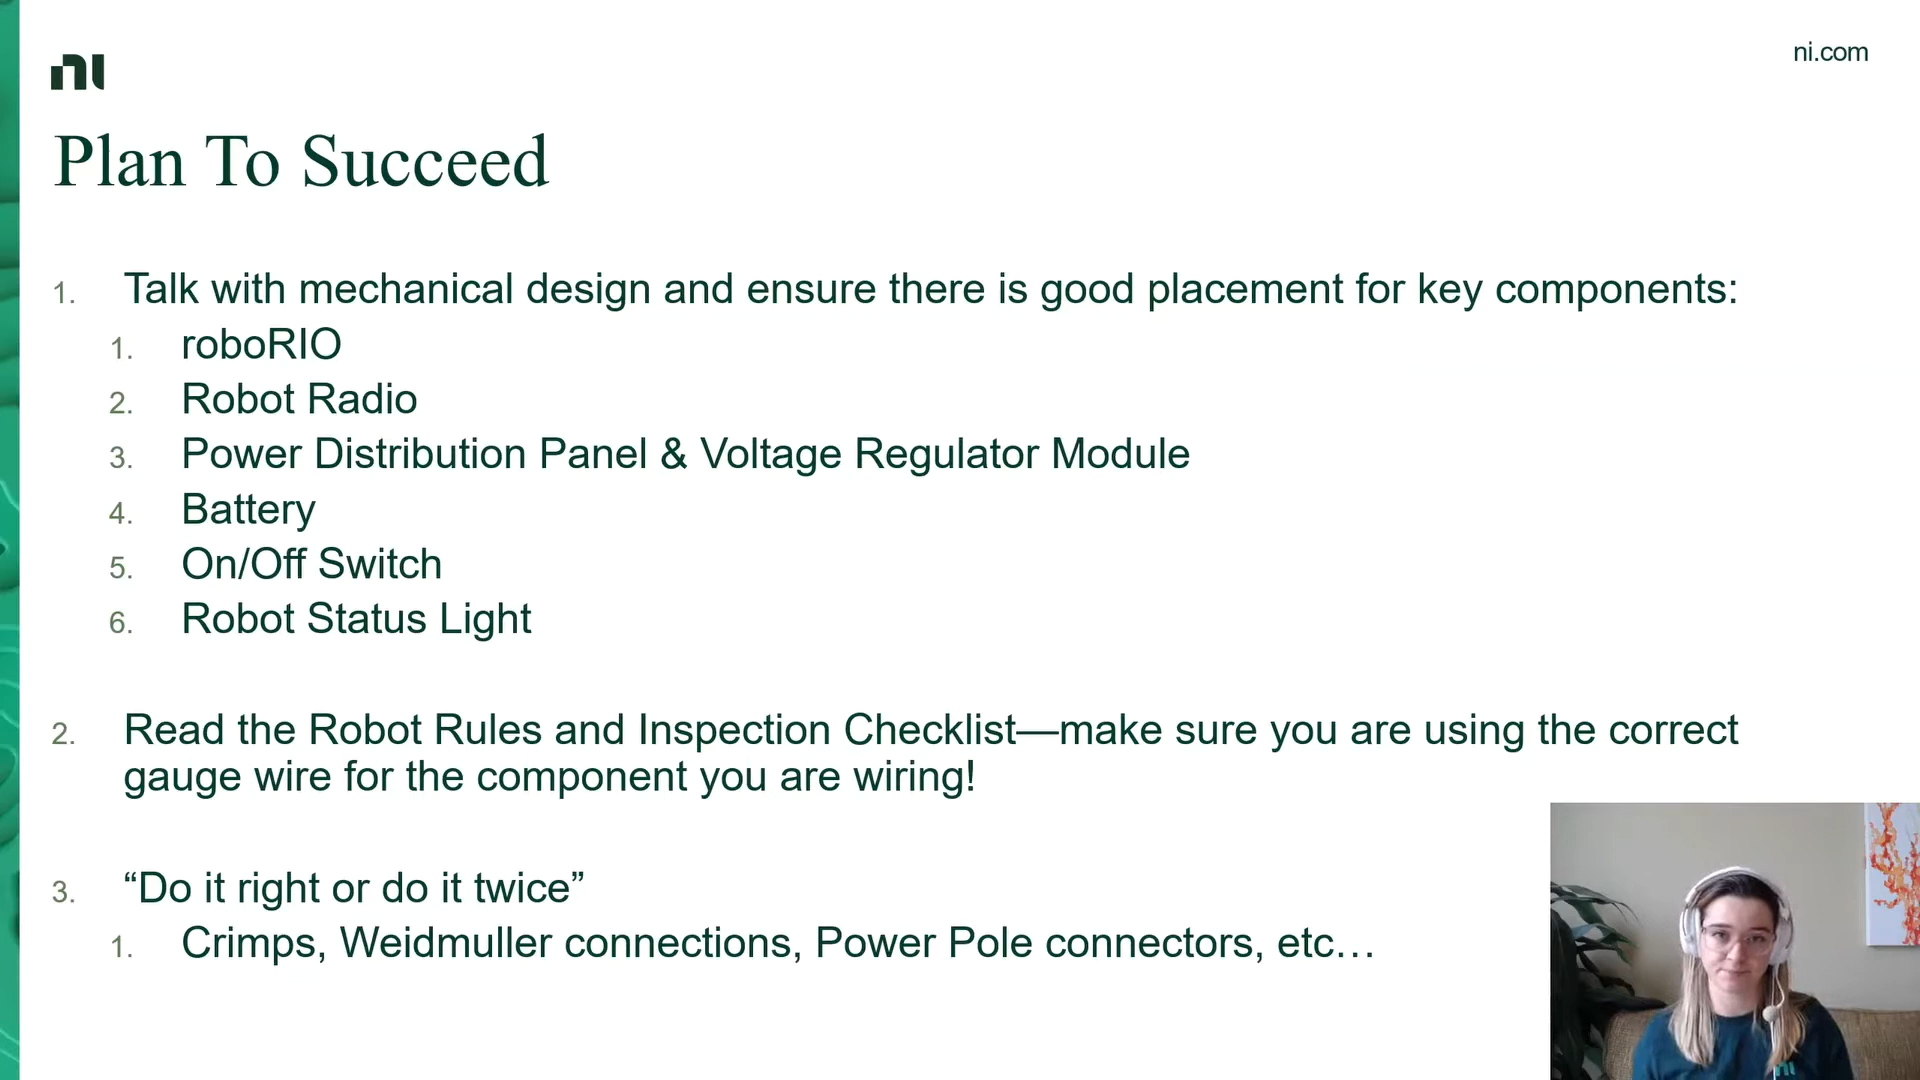 ni
ni.com
Plan To Succeed
1. Talk with mechanical design and ensure there is good placement for key components:
1. roboRIO
2. Robot Radio
3. Power Distribution Panel & Voltage Regulator Module
4. Battery
5. On/Off Switch
6. Robot Status Light
2. Read the Robot Rules and Inspection Checklist—make sure you are using the correct
gauge wire for the component you are wiring!
3. “Do it right or do it twice”
1. Crimps, Weidmuller connections, Power Pole connectors, etc…
ni